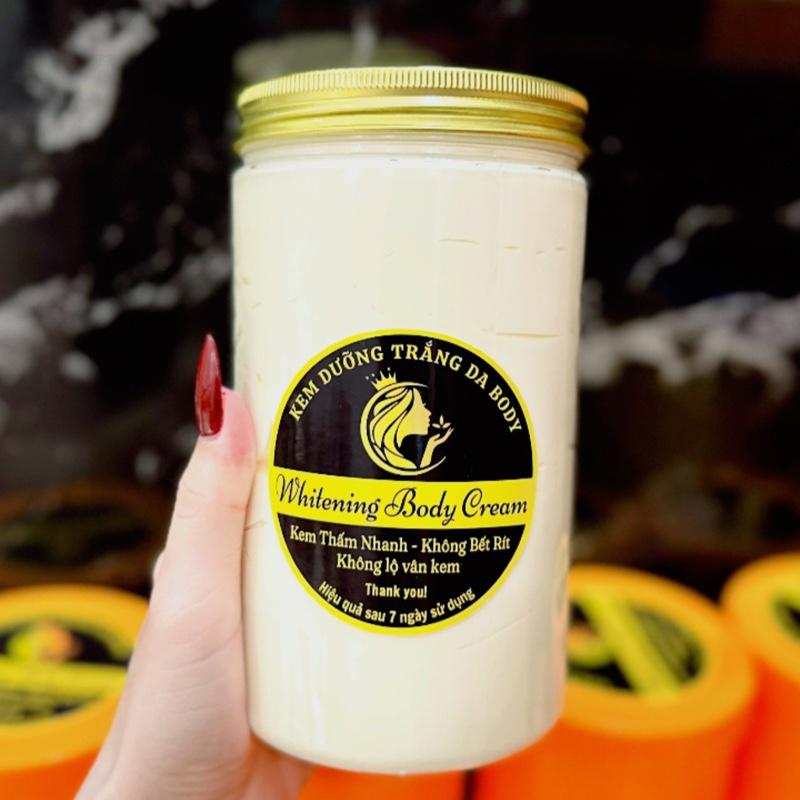 KEM DƯỠNG TRẮNG DA BODY
Whitening Body Cream
Kem Thấm Nhanh - Không Bết Rít
Không lộ vân kem
Thank you!
Hiệu quả sau 7 ngày sử dụng